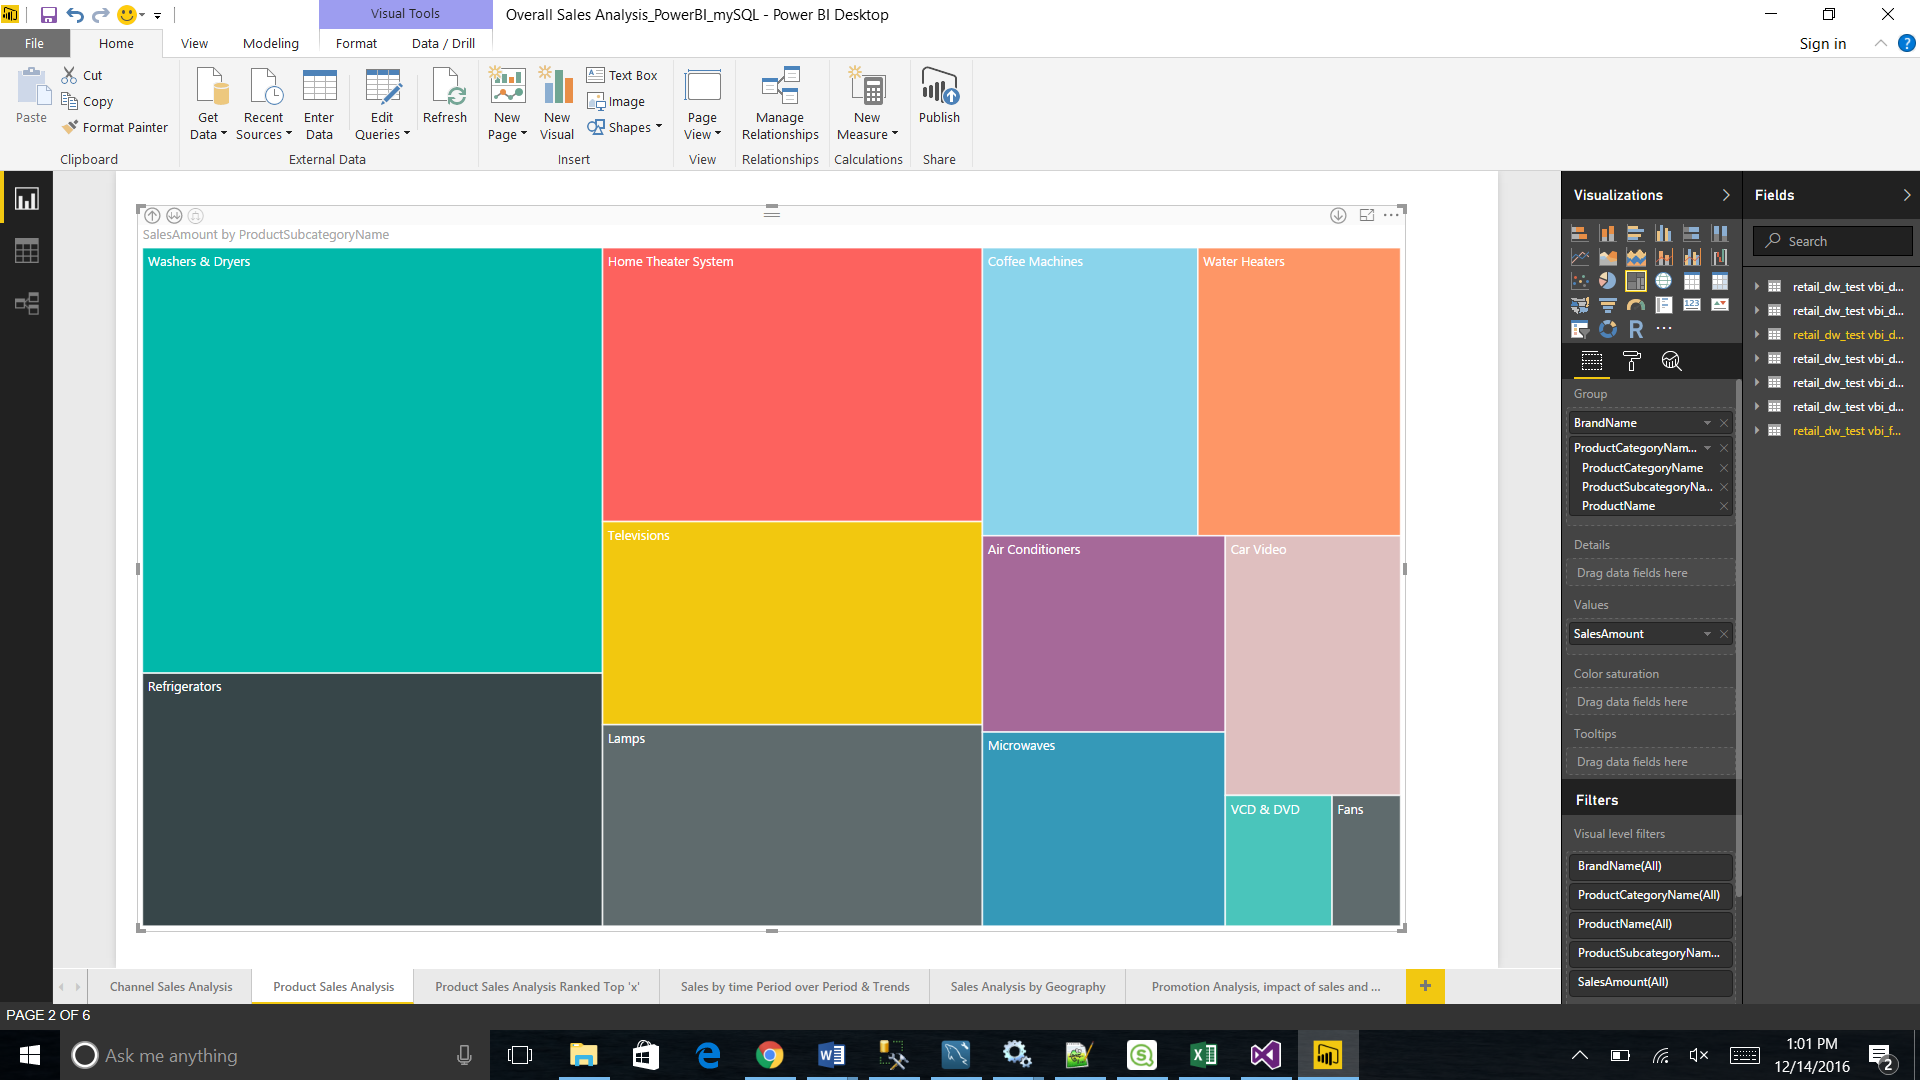 Visual Tools
Overall Sales Analysis_PowerBI_mySQL - Power BI Desktop
File
Home
View
Modeling
Format
Data / Drill
Sign in
?
Paste
Cut
Copy
Format Painter
Clipboard
Get Data
Recent Sources
Enter Data
Edit Queries
Refresh
External Data
New Page
New Visual
Text Box
Image
Shapes
Insert
Page View
View
Manage Relationships
Relationships
New Measure
Calculations
Publish
Share
SalesAmount by ProductSubcategoryName
Washers & Dryers
Home Theater System
Coffee Machines
Water Heaters
Televisions
Air Conditioners
Car Video
Refrigerators
Lamps
Microwaves
VCD & DVD
Fans
Visualizations
123
R
Group
BrandName
ProductCategoryNam...
ProductCategoryName
ProductSubcategoryNa...
ProductName
Details
Drag data fields here
Values
SalesAmount
Color saturation
Drag data fields here
Tooltips
Drag data fields here
Filters
Visual level filters
BrandName(All)
ProductCategoryName(All)
ProductName(All)
ProductSubcategoryNam...
SalesAmount(All)
Fields
Search
retail_dw_test vbi_d...
retail_dw_test vbi_d...
retail_dw_test vbi_d...
retail_dw_test vbi_d...
retail_dw_test vbi_d...
retail_dw_test vbi_d...
retail_dw_test vbi_f...
Channel Sales Analysis
Product Sales Analysis
Product Sales Analysis Ranked Top 'x'
Sales by time Period over Period & Trends
Sales Analysis by Geography
Promotion Analysis, impact of sales and ...
+
PAGE 2 OF 6
Ask me anything
1:01 PM
12/14/2016
2